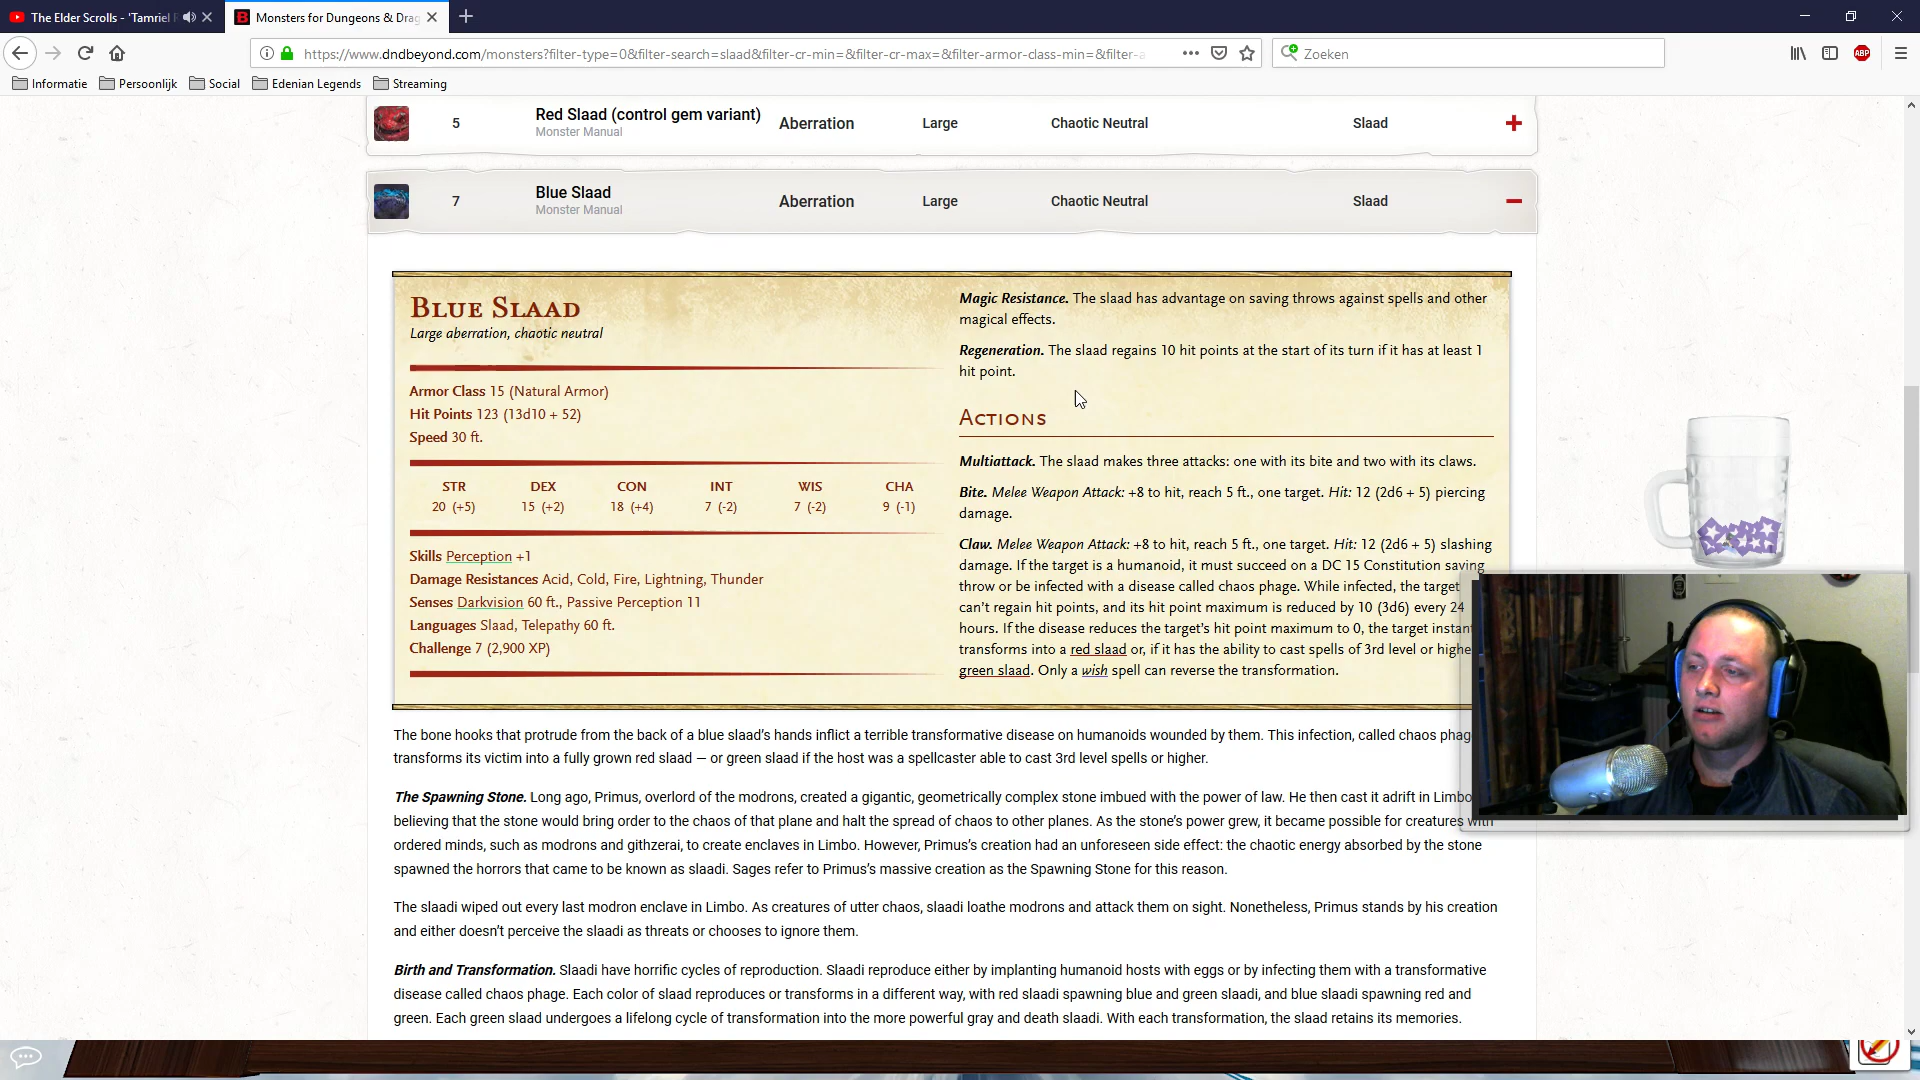 The Elder Scrolls - 'Tamriel
Monsters for Dungeons & Drag
https://www.dndbeyond.com/monsters?filter-type=0&filter-search=slaad&filter-cr-min=&filter-cr-max=&filter-armor-class-min=&filter-a
Zoeken
ABP
Informatie
Persoonlijk
Social
Edenian Legends
Streaming
5 Red Slaad (control gem variant) Aberration Large Chaotic Neutral Slaad +
Monster Manual
7 Blue Slaad Aberration Large Chaotic Neutral Slaad −
Monster Manual
BLUE SLAAD
Large aberration, chaotic neutral
Armor Class 15 (Natural Armor)
Hit Points 123 (13d10 + 52)
Speed 30 ft.
STR DEX CON INT WIS CHA
20 (+5) 15 (+2) 18 (+4) 7 (-2) 7 (-2) 9 (-1)
Skills Perception +1
Damage Resistances Acid, Cold, Fire, Lightning, Thunder
Senses Darkvision 60 ft., Passive Perception 11
Languages Slaad, Telepathy 60 ft.
Challenge 7 (2,900 XP)
Magic Resistance. The slaad has advantage on saving throws against spells and other
magical effects.
Regeneration. The slaad regains 10 hit points at the start of its turn if it has at least 1
hit point.
ACTIONS
Multiattack. The slaad makes three attacks: one with its bite and two with its claws.
Bite. Melee Weapon Attack: +8 to hit, reach 5 ft., one target. Hit: 12 (2d6 + 5) piercing
damage.
Claw. Melee Weapon Attack: +8 to hit, reach 5 ft., one target. Hit: 12 (2d6 + 5) slashing
damage. If the target is a humanoid, it must succeed on a DC 15 Constitution saving
throw or be infected with a disease called chaos phage. While infected, the target
can't regain hit points, and its hit point maximum is reduced by 10 (3d6) every 24
hours. If the disease reduces the target's hit point maximum to 0, the target instan
transforms into a red slaad or, if it has the ability to cast spells of 3rd level or highe
green slaad. Only a wish spell can reverse the transformation.
The bone hooks that protrude from the back of a blue slaad's hands inflict a terrible transformative disease on humanoids wounded by them. This infection, called chaos phag
transforms its victim into a fully grown red slaad — or green slaad if the host was a spellcaster able to cast 3rd level spells or higher.
The Spawning Stone. Long ago, Primus, overlord of the modrons, created a gigantic, geometrically complex stone imbued with the power of law. He then cast it adrift in Limbo
believing that the stone would bring order to the chaos of that plane and halt the spread of chaos to other planes. As the stone's power grew, it became possible for creatures with
ordered minds, such as modrons and githzerai, to create enclaves in Limbo. However, Primus's creation had an unforeseen side effect: the chaotic energy absorbed by the stone
spawned the horrors that came to be known as slaadi. Sages refer to Primus's massive creation as the Spawning Stone for this reason.
The slaadi wiped out every last modron enclave in Limbo. As creatures of utter chaos, slaadi loathe modrons and attack them on sight. Nonetheless, Primus stands by his creation
and either doesn't perceive the slaadi as threats or chooses to ignore them.
Birth and Transformation. Slaadi have horrific cycles of reproduction. Slaadi reproduce either by implanting humanoid hosts with eggs or by infecting them with a transformative
disease called chaos phage. Each color of slaad reproduces or transforms in a different way, with red slaadi spawning blue and green slaadi, and blue slaadi spawning red and
green. Each green slaad undergoes a lifelong cycle of transformation into the more powerful gray and death slaadi. With each transformation, the slaad retains its memories.